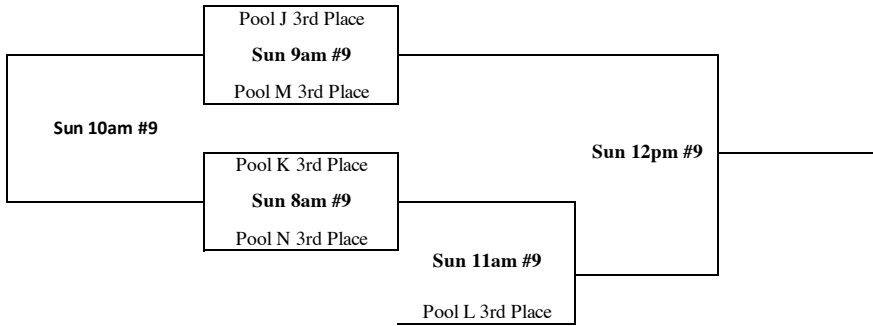 Pool J 3rd Place
Sun 9am #9
Pool M 3rd Place
Sun 10am #9
Sun 12pm #9
Pool K 3rd Place
Sun 8am #9
Pool N 3rd Place
Sun 11am #9
Pool L 3rd Place